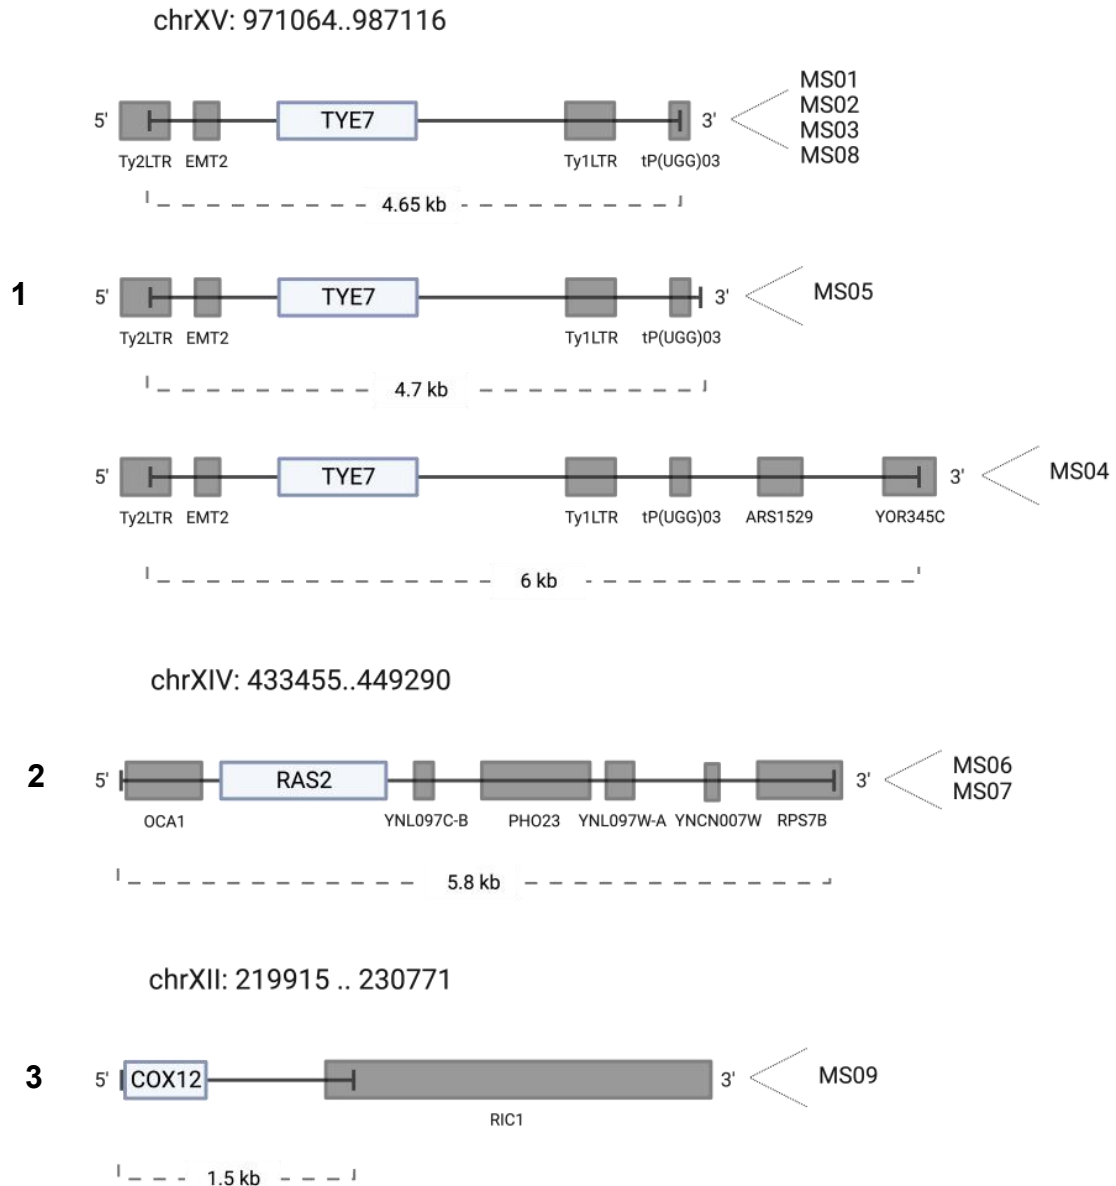 chrXV: 971064..987116
5' TYE7 3'
MS01
MS02
MS03
MS08
Ty2LTR EMT2 Ty1LTR tP(UGG)03
4.65 kb
1
5' TYE7 3' MS05
Ty2LTR EMT2 Ty1LTR tP(UGG)03
4.7 kb
5' TYE7 3' MS04
Ty2LTR EMT2 Ty1LTR tP(UGG)03 ARS1529 YOR345C
6 kb
chrXIV: 433455..449290
2
5' RAS2 3'
MS06
MS07
OCA1 YNL097C-B PHO23 YNL097W-A YNCN007W RPS7B
5.8 kb
chrXII: 219915 .. 230771
3
5' COX12 3' MS09
RIC1
1.5 kb